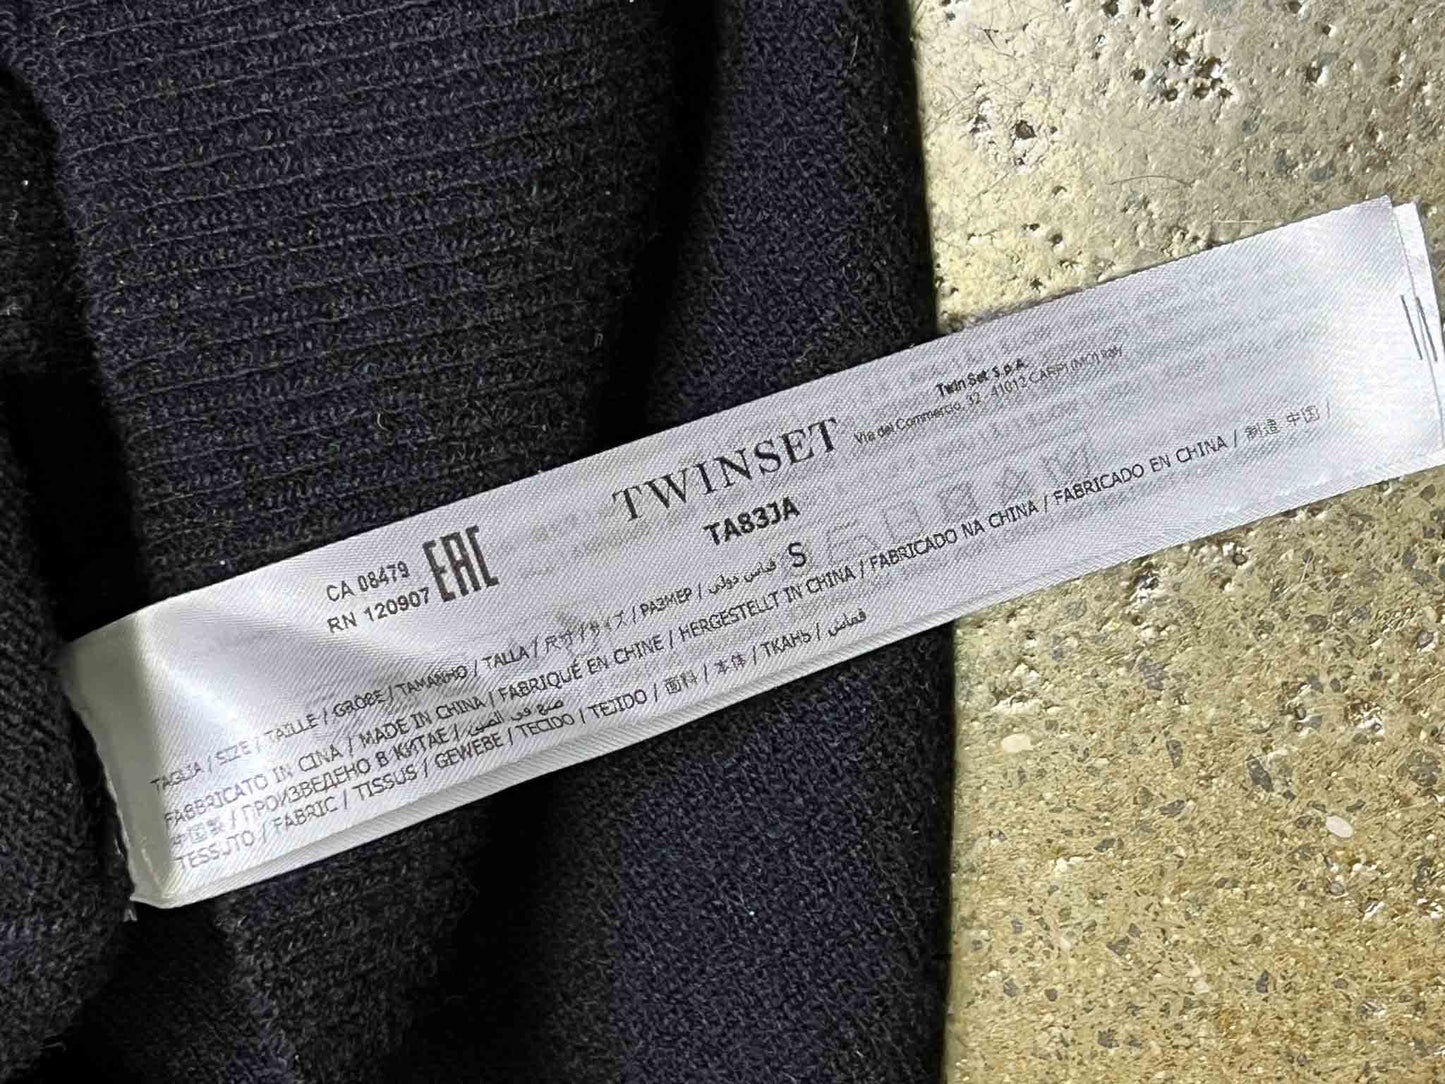 TWINSET
Twin Set S.p.A.
Via del Commercio, 32 - 41012 CARPI (MO) Italy
CA 08479
RN 120907
EAC
TA83JA
TAGLIA / SIZE / TAILLE / GRÖBE / TAMANHO / TALLA / 尺寸 / サイズ / РАЗМЕР / قياس دولي S
FABBRICATO IN CINA / MADE IN CHINA / FABRIQUÉ EN CHINE / HERGESTELLT IN CHINA / FABRICADO NA CHINA / FABRICADO EN CHINA / 制造 中国 /
中国製 / ПРОИЗВЕДЕНО В КИТАЕ / صنع في الصين
TESSUTO / FABRIC / TISSUS / GEWEBE / TECIDO / TEJIDO / 面料 / 本体 / ТКАНЬ / قماش